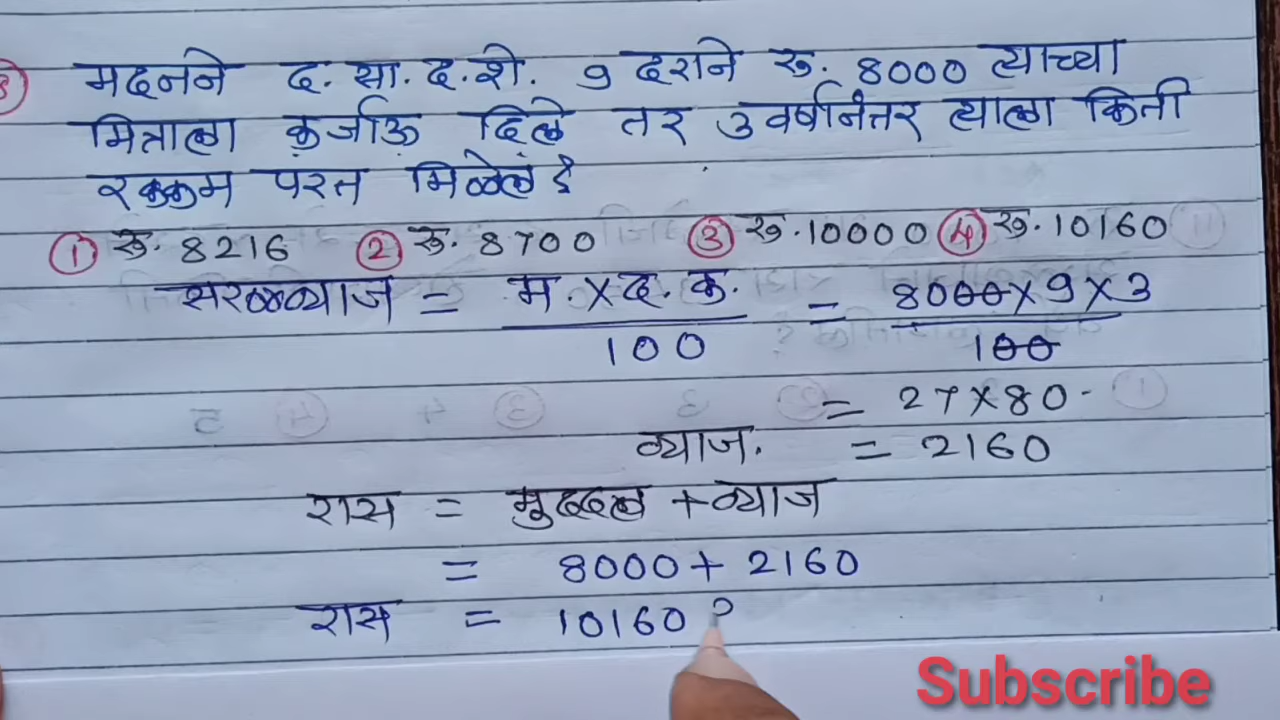 मदनने द. सा. द. शे. 9 दराने रु. 8000 त्याच्या
मित्राला कर्जाऊ दिले तर 3 वर्षानंतर त्याला किती
रक्कम परत मिळेल ?
① रु. 8216 ② रु. 8700 ③ रु. 10000 ④ रु. 10160
सरळव्याज = म. x द. क. / 100 = 8000 x 9 x 3 / 100
= 27 x 80
व्याज. = 2160
रास = मुद्दल + व्याज
= 8000 + 2160
रास = 10160
Subscribe